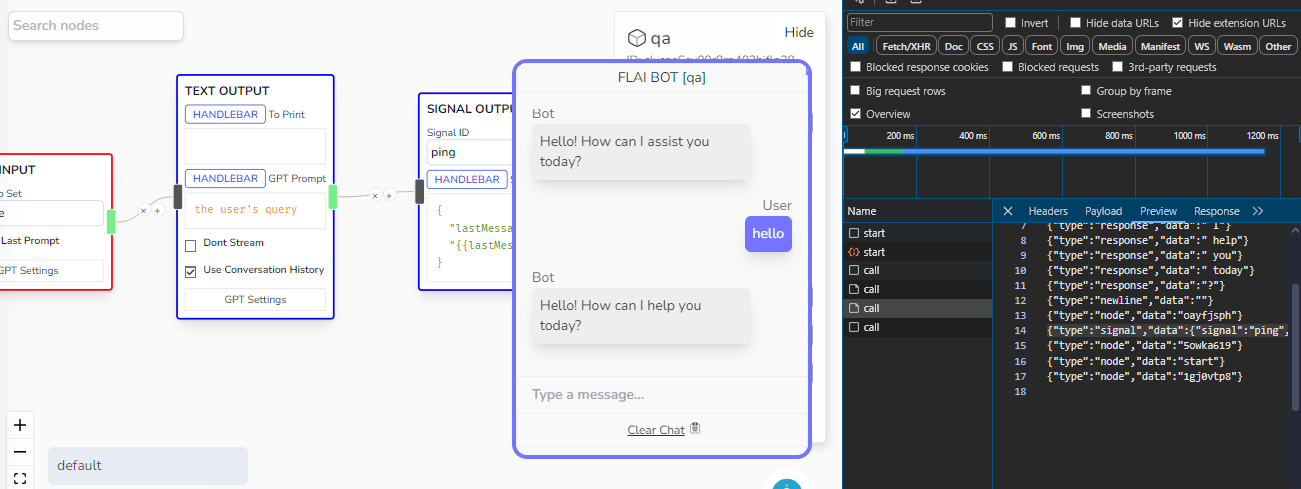 Search nodes
INPUT
Set
Last Prompt
GPT Settings
TEXT OUTPUT
HANDLEBAR To Print
HANDLEBAR GPT Prompt
the user's query
Dont Stream
Use Conversation History
GPT Settings
SIGNAL OUTPU
Signal ID
ping
HANDLEBAR
{
"lastMessa
"{{lastMes
}
Hide
qa
FLAI BOT [qa]
Bot
Hello! How can I assist you
today?
User
hello
Bot
Hello! How can I help you
today?
Type a message...
Clear Chat
default
Filter
Invert
Hide data URLs
Hide extension URLs
All Fetch/XHR Doc CSS JS Font Img Media Manifest WS Wasm Other
Blocked response cookies Blocked requests 3rd-party requests
Big request rows
Group by frame
Overview
Screenshots
200 ms 400 ms 600 ms 800 ms 1000 ms 1200 ms
Name
start
start
call
call
call
call
Headers Payload Preview Response
7 {"type":"response","data":" I"}
8 {"type":"response","data":" help"}
9 {"type":"response","data":" you"}
10 {"type":"response","data":" today"}
11 {"type":"response","data":"?"}
12 {"type":"newline","data":""}
13 {"type":"node","data":"oayfjsph"}
14 {"type":"signal","data":{"signal":"ping",
15 {"type":"node","data":"5owka619"}
16 {"type":"node","data":"start"}
17 {"type":"node","data":"1gj0vtp8"}
18